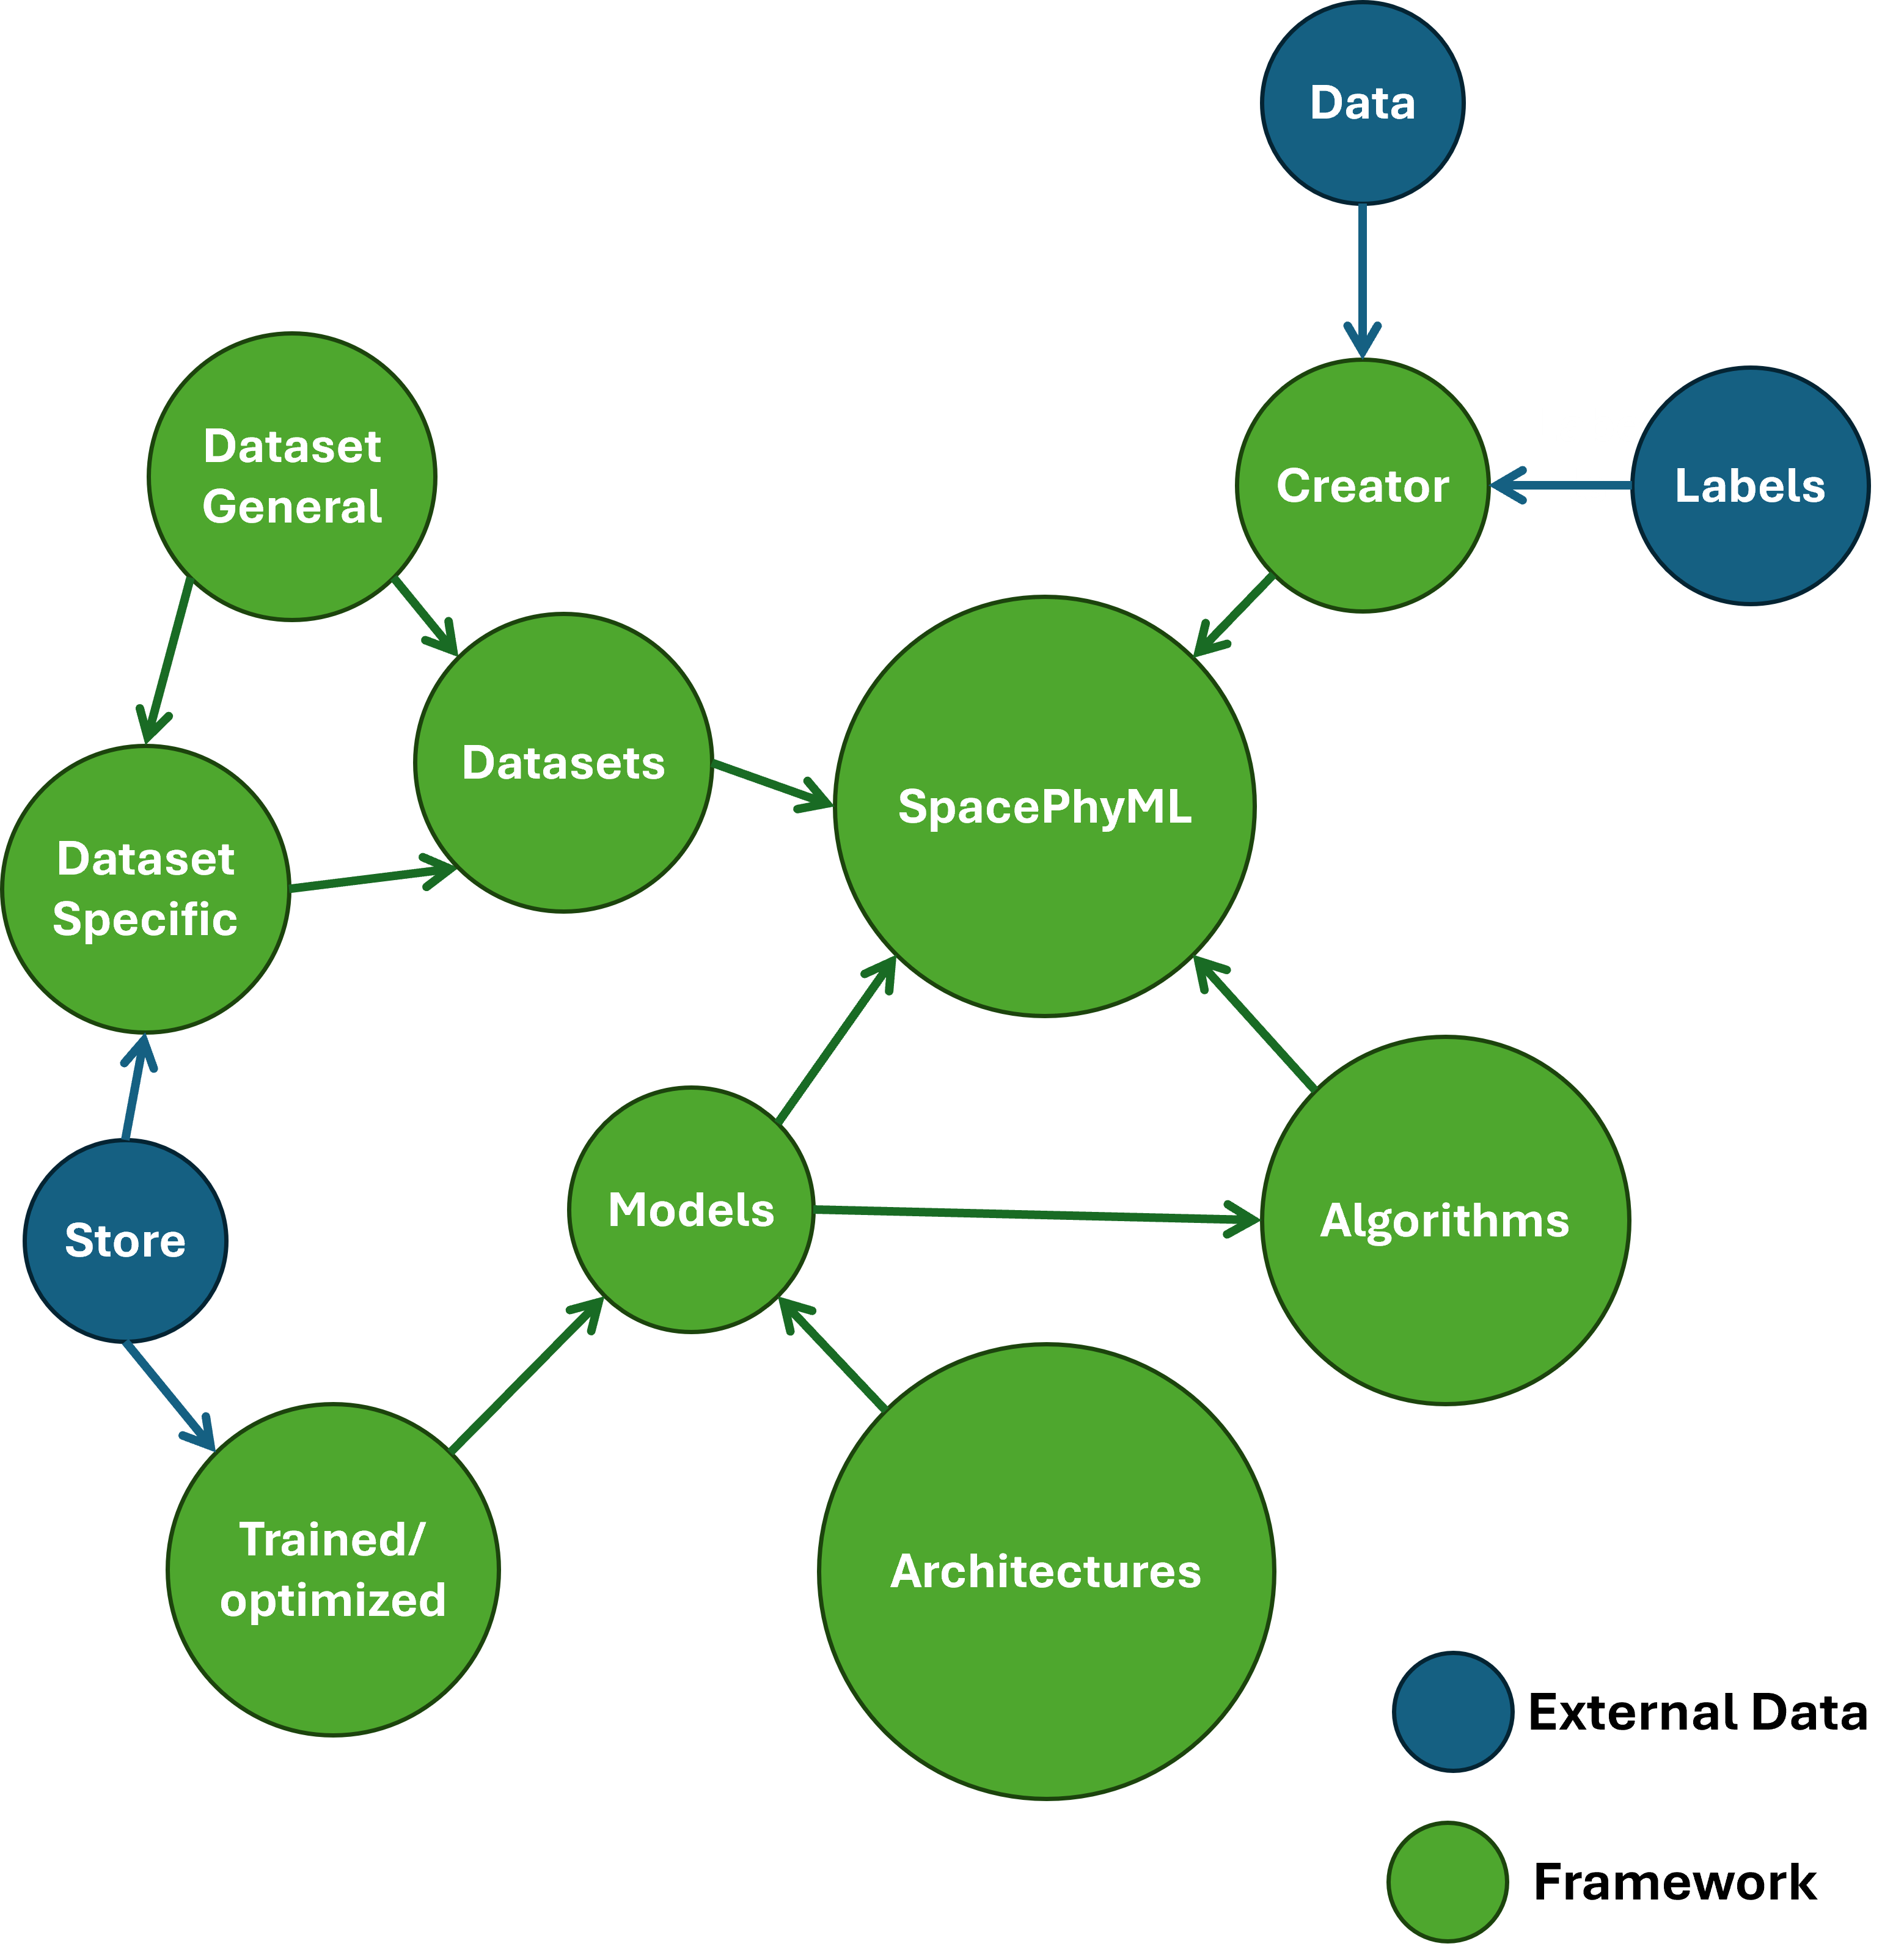 Data
Dataset
General
Creator
Labels
Datasets
SpacePhyML
Dataset
Specific
Models
Algorithms
Store
Trained/
optimized
Architectures
External Data
Framework